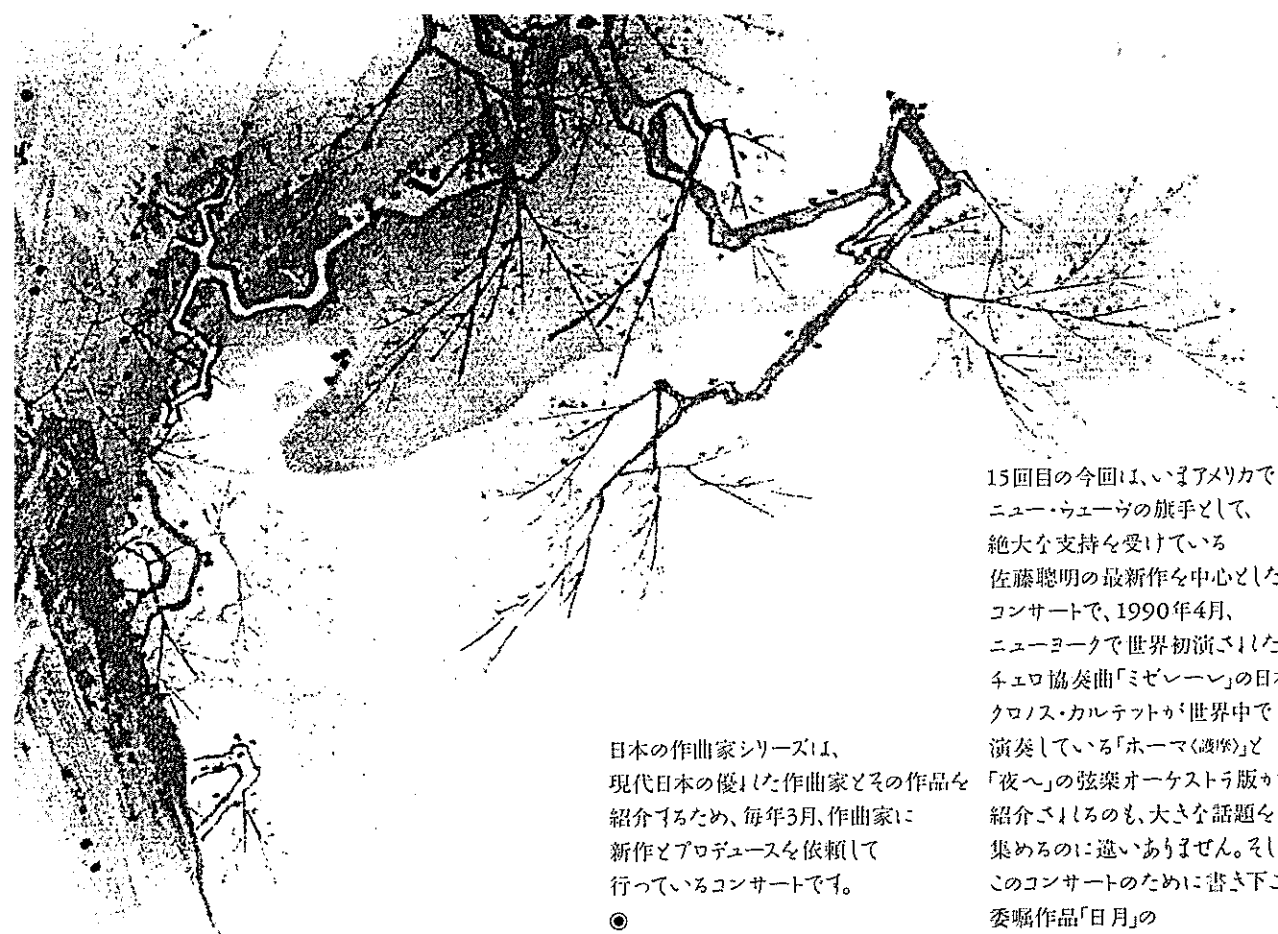 日本の作曲家シリーズは、
現代日本の優れた作曲家とその作品を
紹介するため、毎年3月、作曲家に
新作とプロデュースを依頼して
行っているコンサートです。
◉
15回目の今回は、いまアメリカで
ニュー・ウェーヴの旗手として、
絶大な支持を受けている
佐藤聰明の最新作を中心とした
コンサートで、1990年4月、
ニューヨークで世界初演された
チェロ協奏曲「ミゼレーレ」の日
クロノス・カルテットが世界中で
演奏している「ホーマ〈護摩〉」と
「夜へ」の弦楽オーケストラ版が
紹介されるのも、大きな話題を
集めるのに違いありません。そし
このコンサートのために書き下
委嘱作品「日月」の